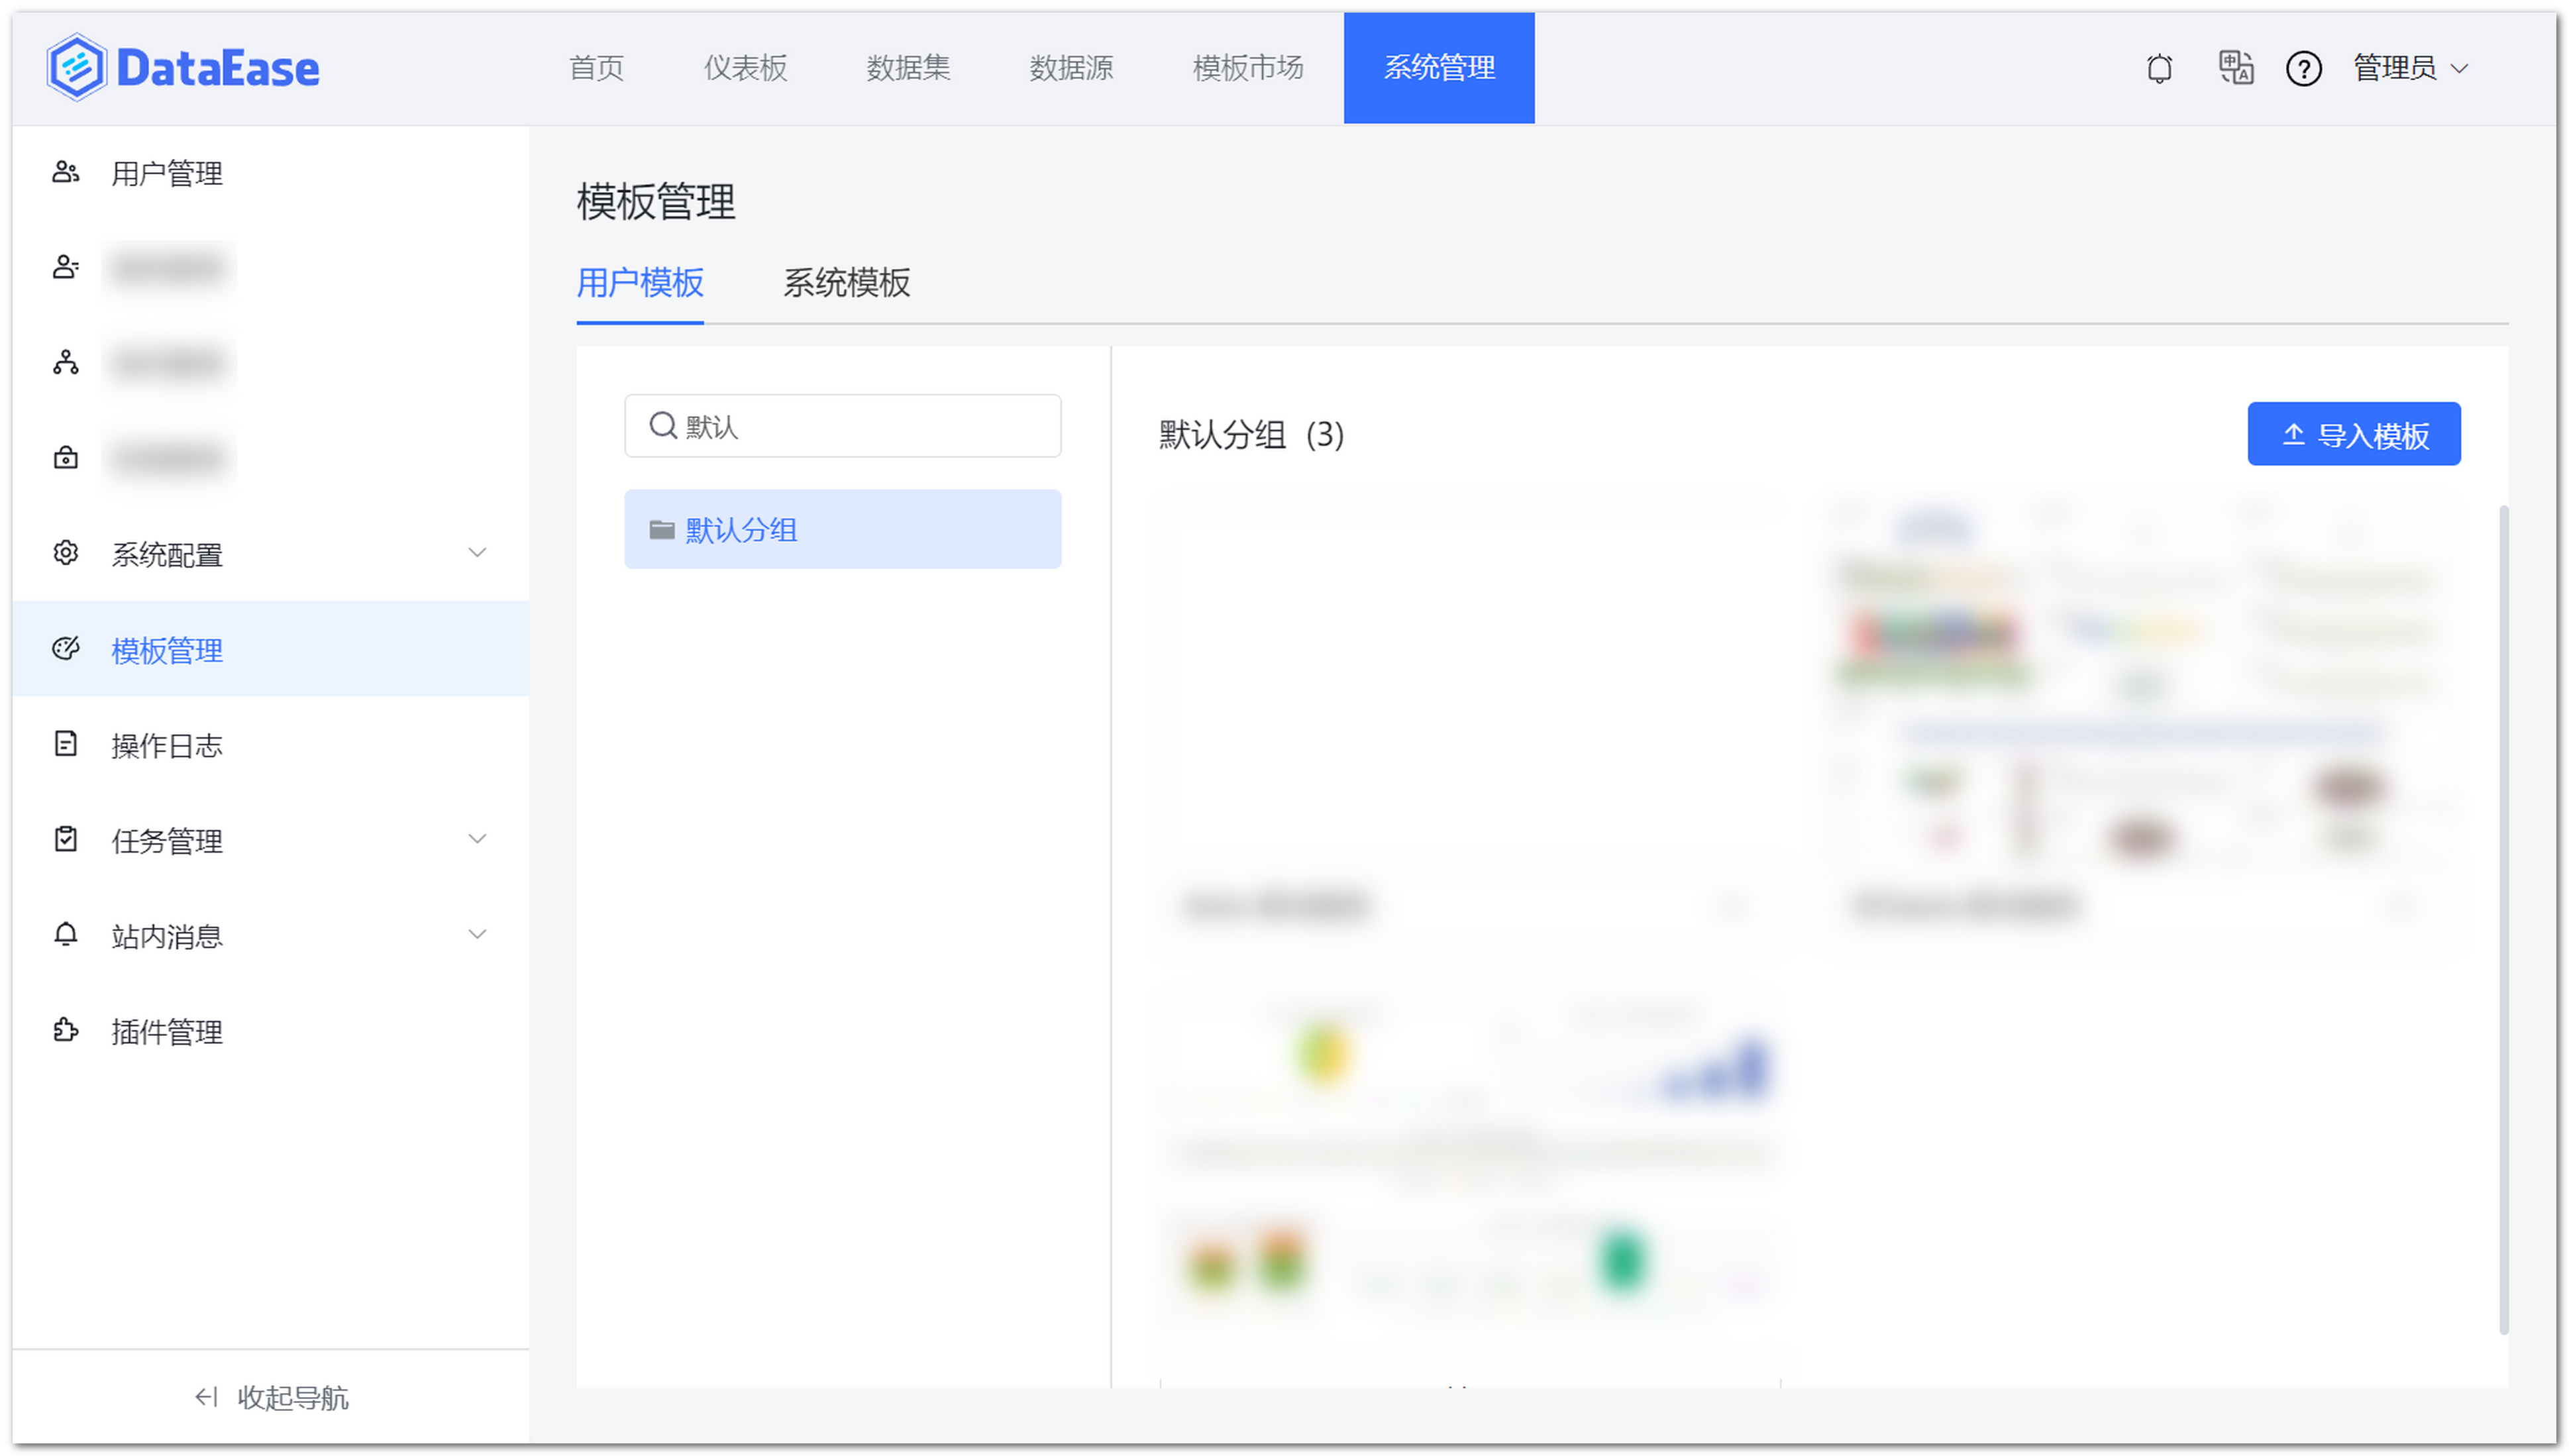 DataEase
首页 仪表板 数据集 数据源 模板市场 系统管理 管理员
用户管理
系统配置
模板管理
操作日志
任务管理
站内消息
插件管理
收起导航
模板管理
用户模板 系统模板
默认
默认分组
默认分组 (3)
导入模板